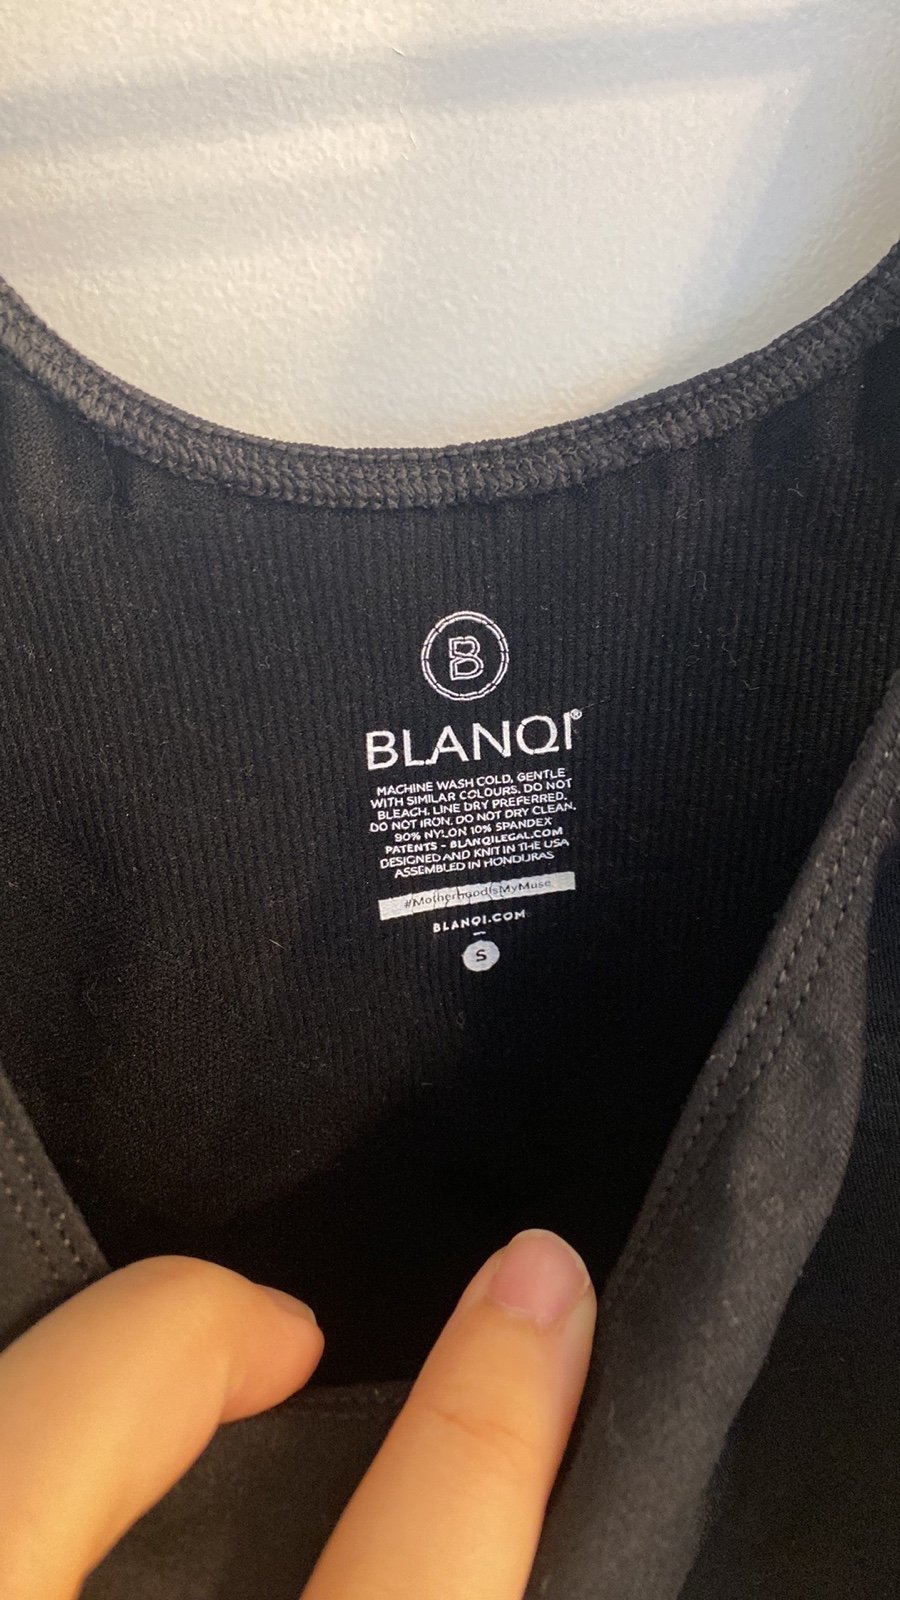 B
BLANQI®
MACHINE WASH COLD, GENTLE
WITH SIMILAR COLOURS. DO NOT
BLEACH. LINE DRY PREFERRED.
DO NOT IRON. DO NOT DRY CLEAN.
90% NYLON 10% SPANDEX
PATENTS - BLANQILEGAL.COM
DESIGNED AND KNIT IN THE USA
ASSEMBLED IN HONDURAS
#MotherhoodIsMyMuse
BLANQI.COM
S